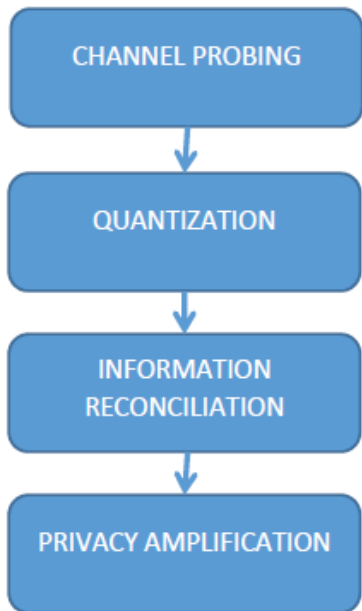 CHANNEL PROBING
QUANTIZATION
INFORMATION
RECONCILIATION
PRIVACY AMPLIFICATION